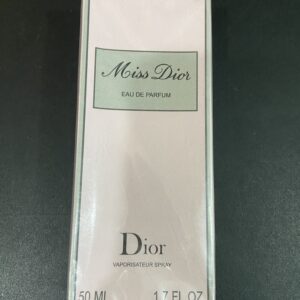 Miss Dior
EAU DE PARFUM
Dior
VAPORISATEUR SPRAY
50 ML 1.7 FL OZ